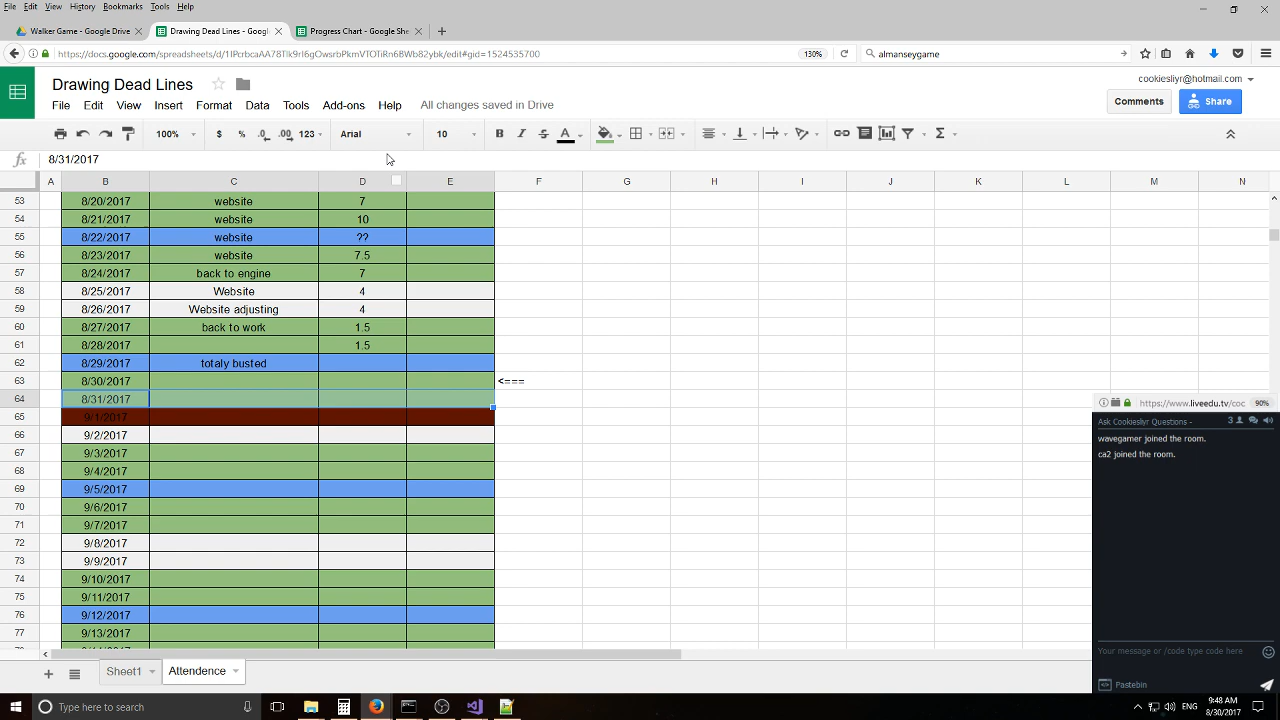 File Edit View History Bookmarks Tools Help
Walker Game - Google Drive
Drawing Dead Lines - Google
Progress Chart - Google She
https://docs.google.com/spreadsheets/d/1IPcrbcaAA78Tlk9rI6gOwsrbPkmVTOTiRn6BWb82ybk/edit#gid=1524535700
130%
almanseygame
Drawing Dead Lines
cookiesliyr@hotmail.com
File Edit View Insert Format Data Tools Add-ons Help
All changes saved in Drive
Comments
Share
100% $ % .0 .00 123 Arial 10 B I S A Σ
fx 8/31/2017
A B C D E F G H I J K L M N
53 8/20/2017 website 7
54 8/21/2017 website 10
55 8/22/2017 website ??
56 8/23/2017 website 7.5
57 8/24/2017 back to engine 7
58 8/25/2017 Website 4
59 8/26/2017 Website adjusting 4
60 8/27/2017 back to work 1.5
61 8/28/2017 1.5
62 8/29/2017 totaly busted
63 8/30/2017 <===
64 8/31/2017
65 9/1/2017
66 9/2/2017
67 9/3/2017
68 9/4/2017
69 9/5/2017
70 9/6/2017
71 9/7/2017
72 9/8/2017
73 9/9/2017
74 9/10/2017
75 9/11/2017
76 9/12/2017
77 9/13/2017
https://www.liveedu.tv/coc 90%
Ask Cookiesliyr Questions - 3
wavegamer joined the room.
ca2 joined the room.
Your message or /code type code here
Pastebin
Sheet1
Attendence
Type here to search
ENG
9:48 AM
8/30/2017